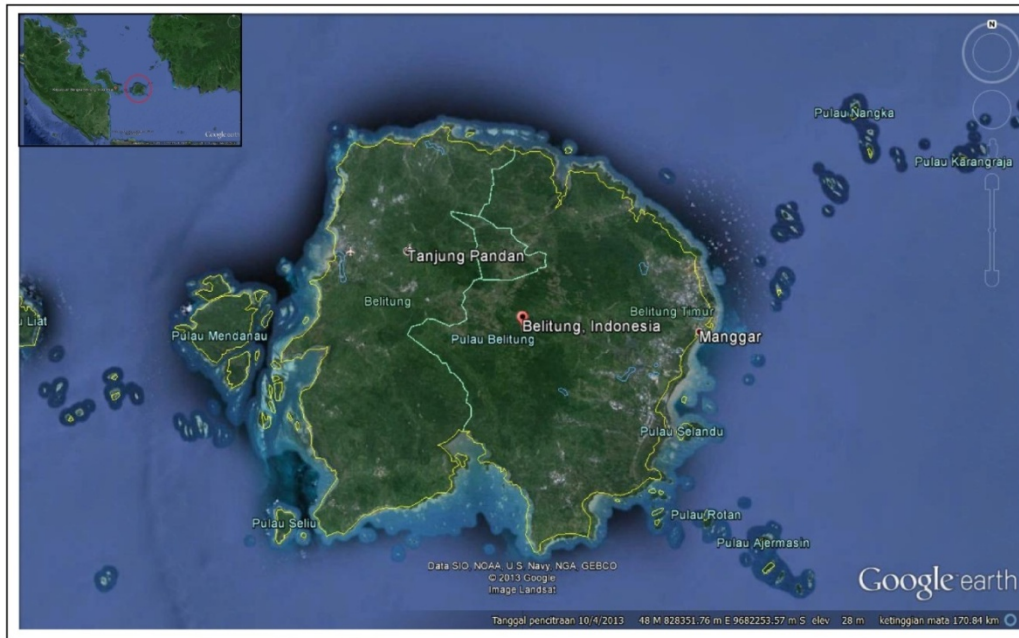 Google earth
N
Pulau Nangka
Pulau Karangraja
Tanjung Pandan
Belitung
Belitung Timur
Belitung, Indonesia
u Liat
Pulau Mendanau
Pulau Belitung
Manggar
Pulau Selandu
Pulau Rotan
Pulau Seliu
Pulau Ajermasin
Data SIO, NOAA, U.S. Navy, NGA, GEBCO
© 2013 Google
Image Landsat
Google earth
Tanggal pencitraan 10/4/2013 48 M 828351.76 m E 9682253.57 m S elev 28 m ketinggian mata 170.84 km